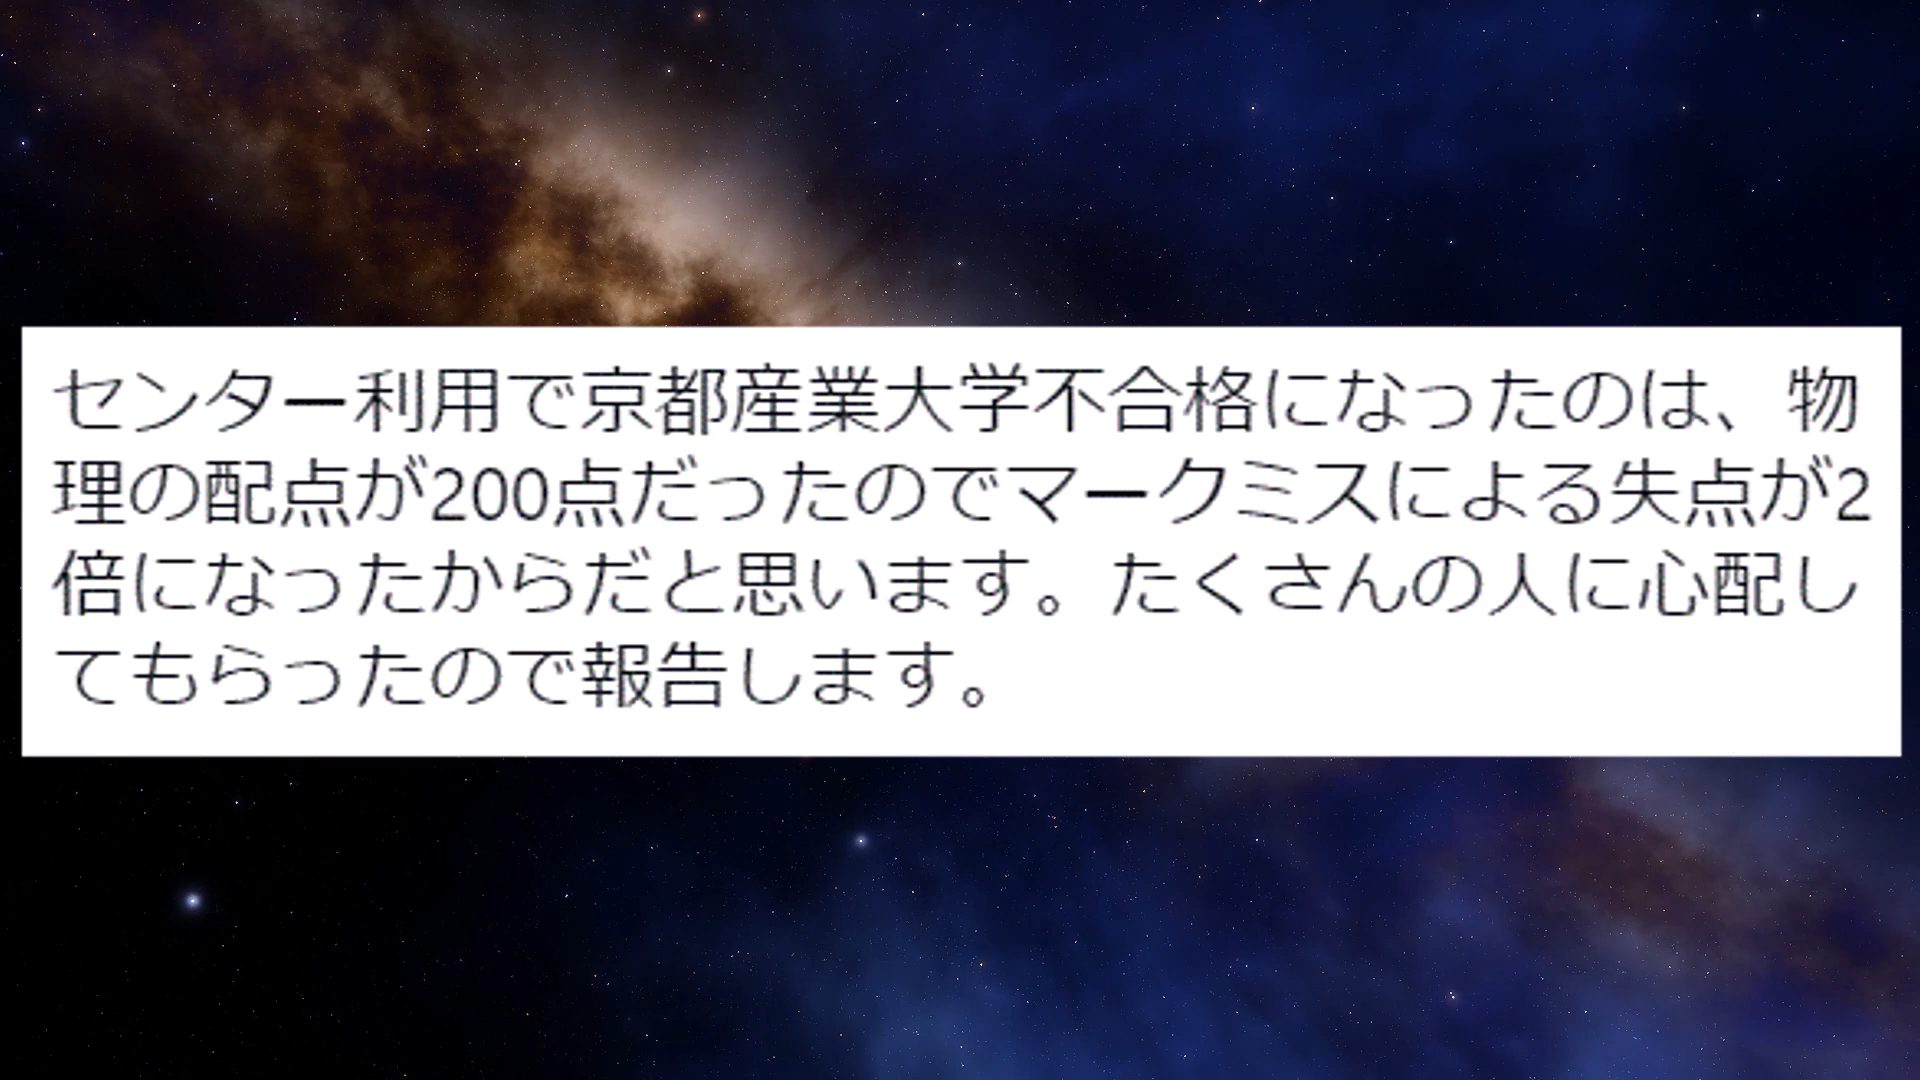 センター利用で京都産業大学不合格になったのは、物
理の配点が200点だったのでマークミスによる失点が2
倍になったからだと思います。たくさんの人に心配し
てもらったので報告します。